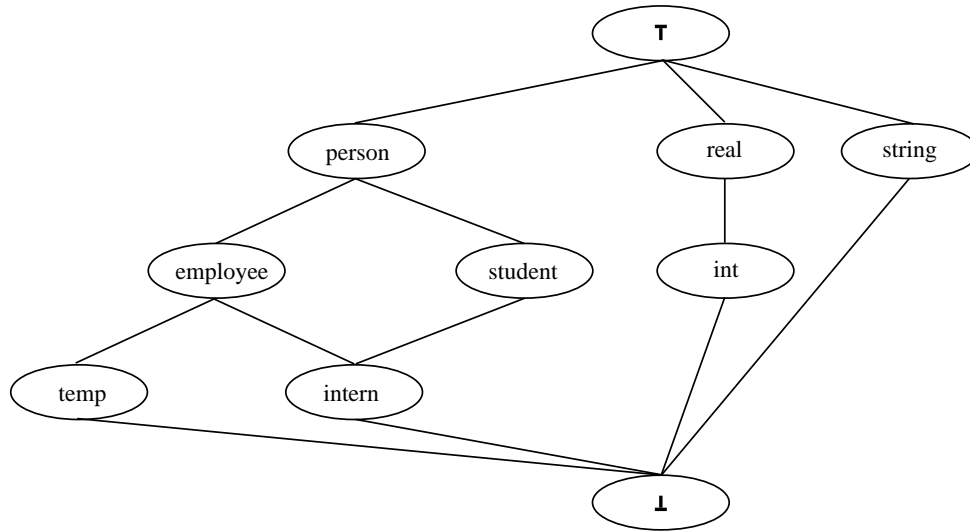 ⊤
person real string
employee student int
temp intern
⊥